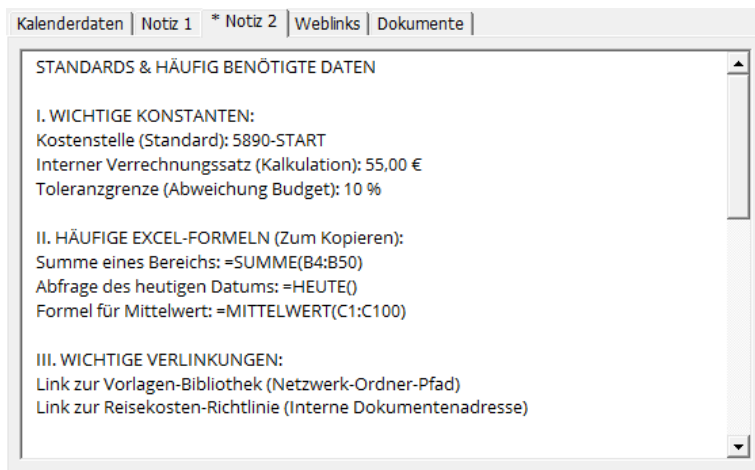 Kalenderdaten | Notiz 1 | * Notiz 2 | Weblinks | Dokumente
STANDARDS & HÄUFIG BENÖTIGTE DATEN
I. WICHTIGE KONSTANTEN:
Kostenstelle (Standard): 5890-START
Interner Verrechnungssatz (Kalkulation): 55,00 €
Toleranzgrenze (Abweichung Budget): 10 %
II. HÄUFIGE EXCEL-FORMELN (Zum Kopieren):
Summe eines Bereichs: =SUMME(B4:B50)
Abfrage des heutigen Datums: =HEUTE()
Formel für Mittelwert: =MITTELWERT(C1:C100)
III. WICHTIGE VERLINKUNGEN:
Link zur Vorlagen-Bibliothek (Netzwerk-Ordner-Pfad)
Link zur Reisekosten-Richtlinie (Interne Dokumentenadresse)